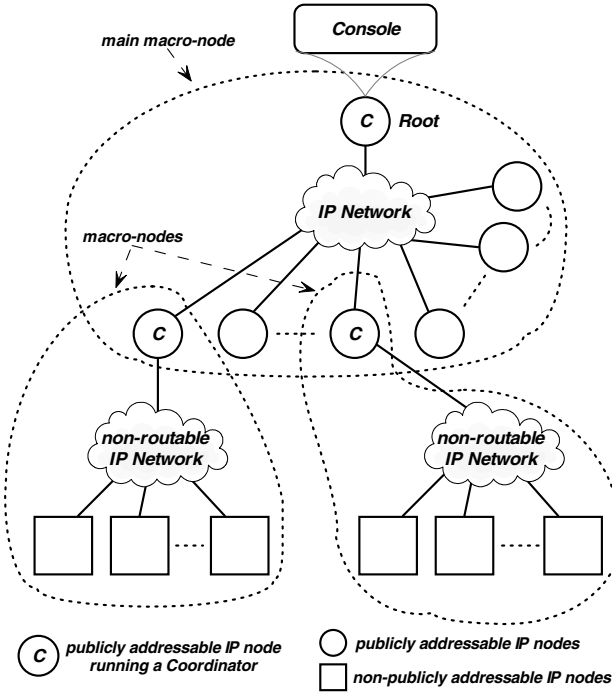 Console
main macro-node
C
Root
IP Network
macro-nodes
C
C
non-routable
IP Network
non-routable
IP Network
C
publicly addressable IP node
running a Coordinator
publicly addressable IP nodes
non-publicly addressable IP nodes